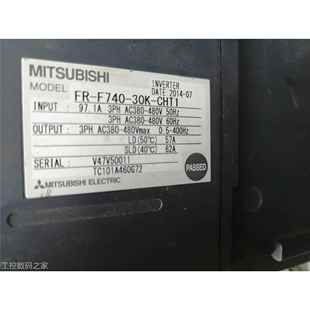 MITSUBISHI
INVERTER
MODEL FR-F740-30K-CHT1
DATE 2014-07
INPUT : 97.1A 3PH AC380-480V 50Hz
3PH AC380-480V 60Hz
OUTPUT: 3PH AC380-480Vmax 0.5-400Hz
LD(50℃) 57A
SLD(40℃) 62A
SERIAL : V47V50011
TC101A460G72
PASSED
MITSUBISHI ELECTRIC
工控数码之家